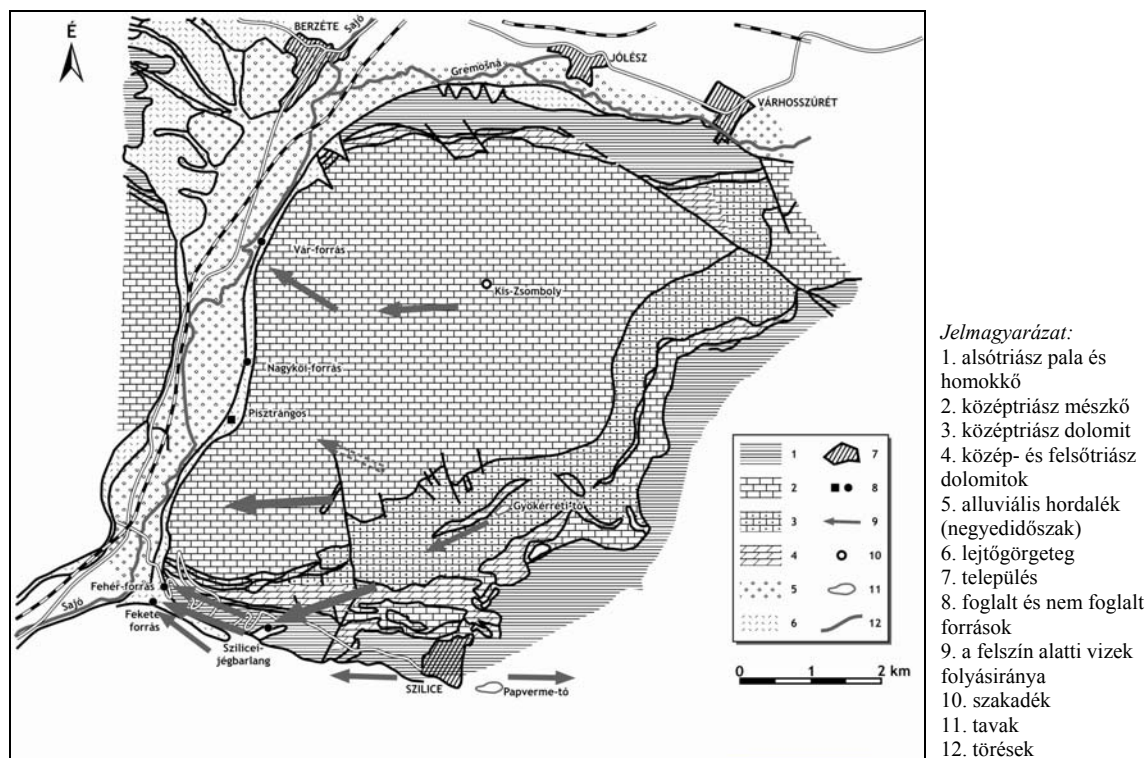 É
BERZÉTE
Sajó
Gremosná
JÓLÉSZ
VÁRHOSSZÚRÉT
Vár-forrás
Kis-Zsomboly
Nagykői-forrás
Pisztrángos
Gyökérréti-tó
Fehér-forrás
Sajó
Fekete-
forrás
Szilicei-
jégbarlang
SZILICE
Papverme-tó
1
2
3
4
5
6
7
8
9
10
11
12
0 1 2 km
Jelmagyarázat:
1. alsótriász pala és
homokkő
2. középtriász mészkő
3. középtriász dolomit
4. közép- és felsőtriász
dolomitok
5. alluviális hordalék
(negyedidőszak)
6. lejtőgörgeteg
7. település
8. foglalt és nem foglalt
források
9. a felszín alatti vizek
folyásiránya
10. szakadék
11. tavak
12. törések